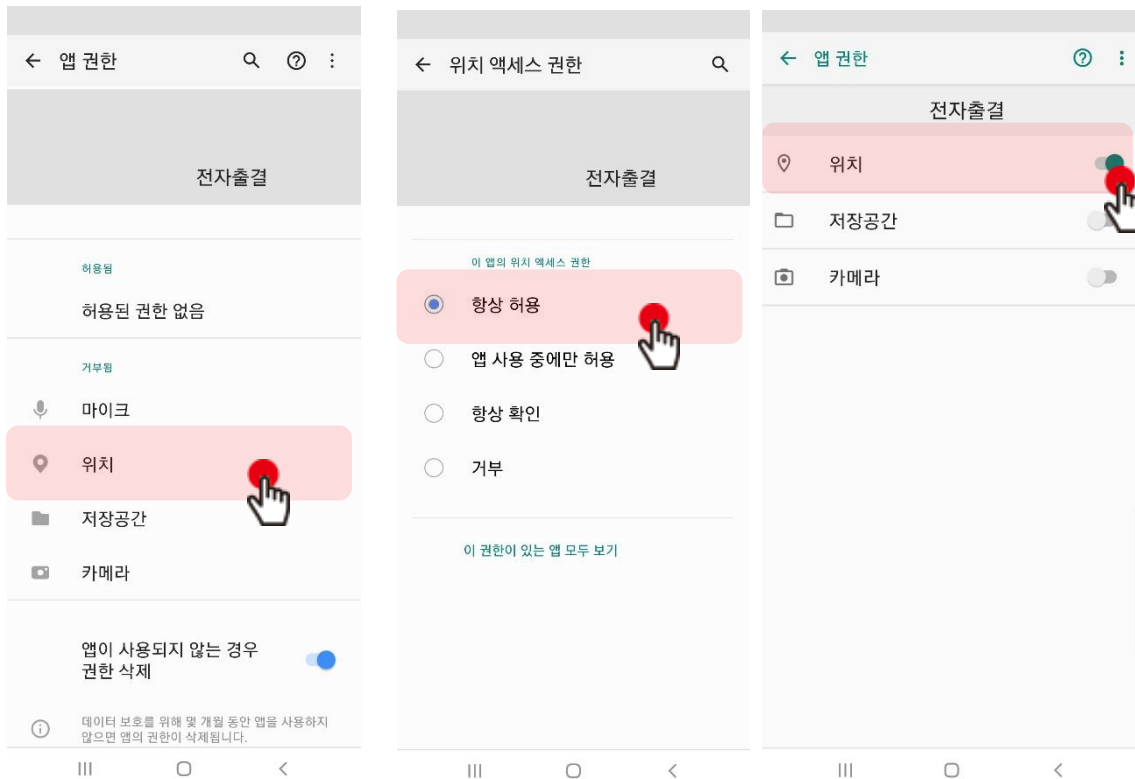 앱 권한
전자출결
허용됨
허용된 권한 없음
거부됨
마이크
위치
저장공간
카메라
앱이 사용되지 않는 경우
권한 삭제
데이터 보호를 위해 몇 개월 동안 앱을 사용하지
않으면 앱의 권한이 삭제됩니다.
위치 액세스 권한
전자출결
이 앱의 위치 액세스 권한
항상 허용
앱 사용 중에만 허용
항상 확인
거부
이 권한이 있는 앱 모두 보기
앱 권한
전자출결
위치
저장공간
카메라